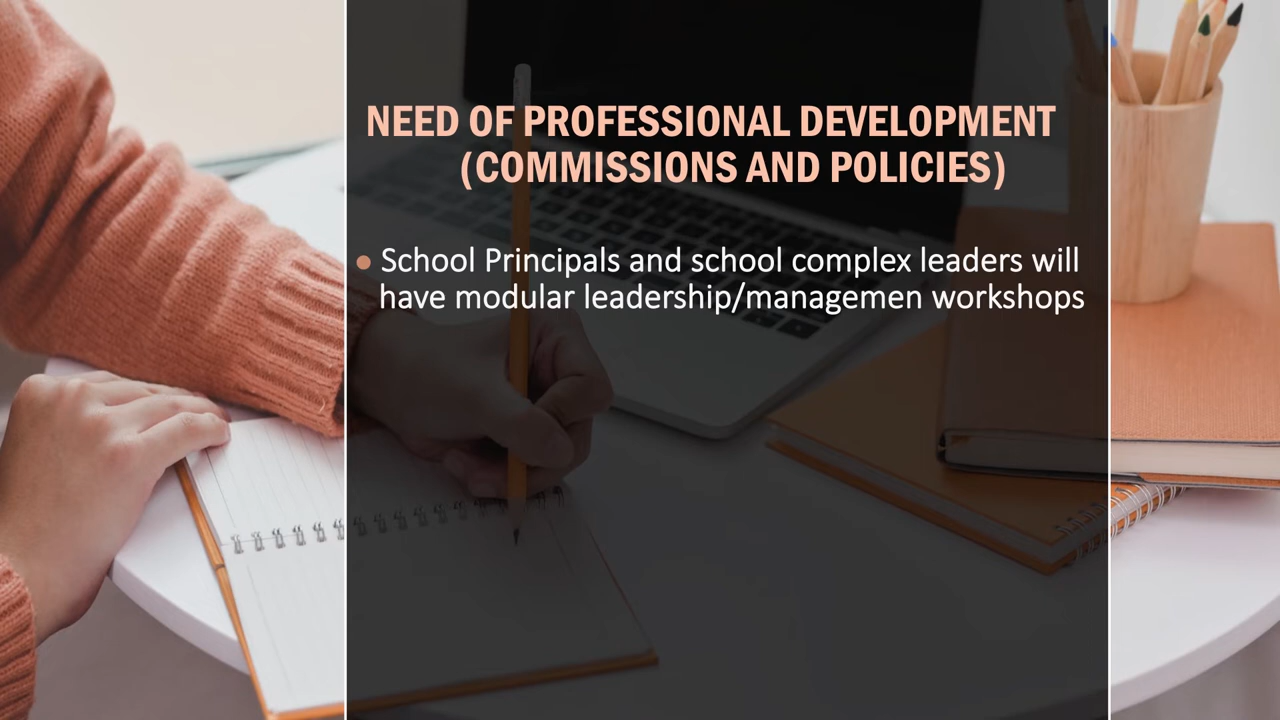 NEED OF PROFESSIONAL DEVELOPMENT
(COMMISSIONS AND POLICIES)
School Principals and school complex leaders will
have modular leadership/managemen workshops